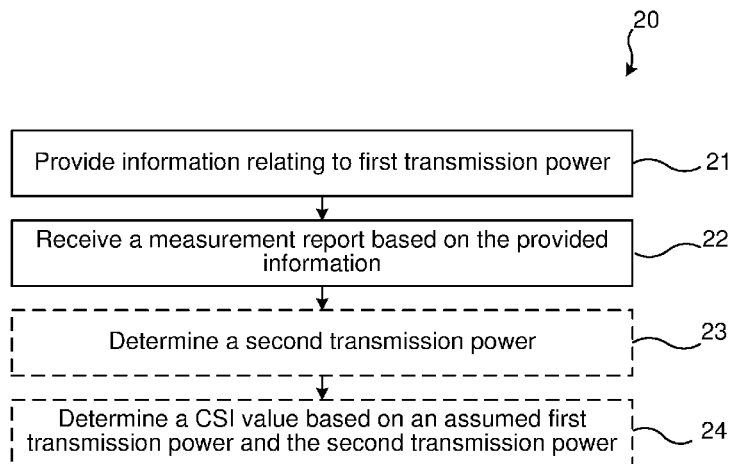 20
Provide information relating to first transmission power
21
Receive a measurement report based on the provided
information
22
Determine a second transmission power
23
Determine a CSI value based on an assumed first
transmission power and the second transmission power
24